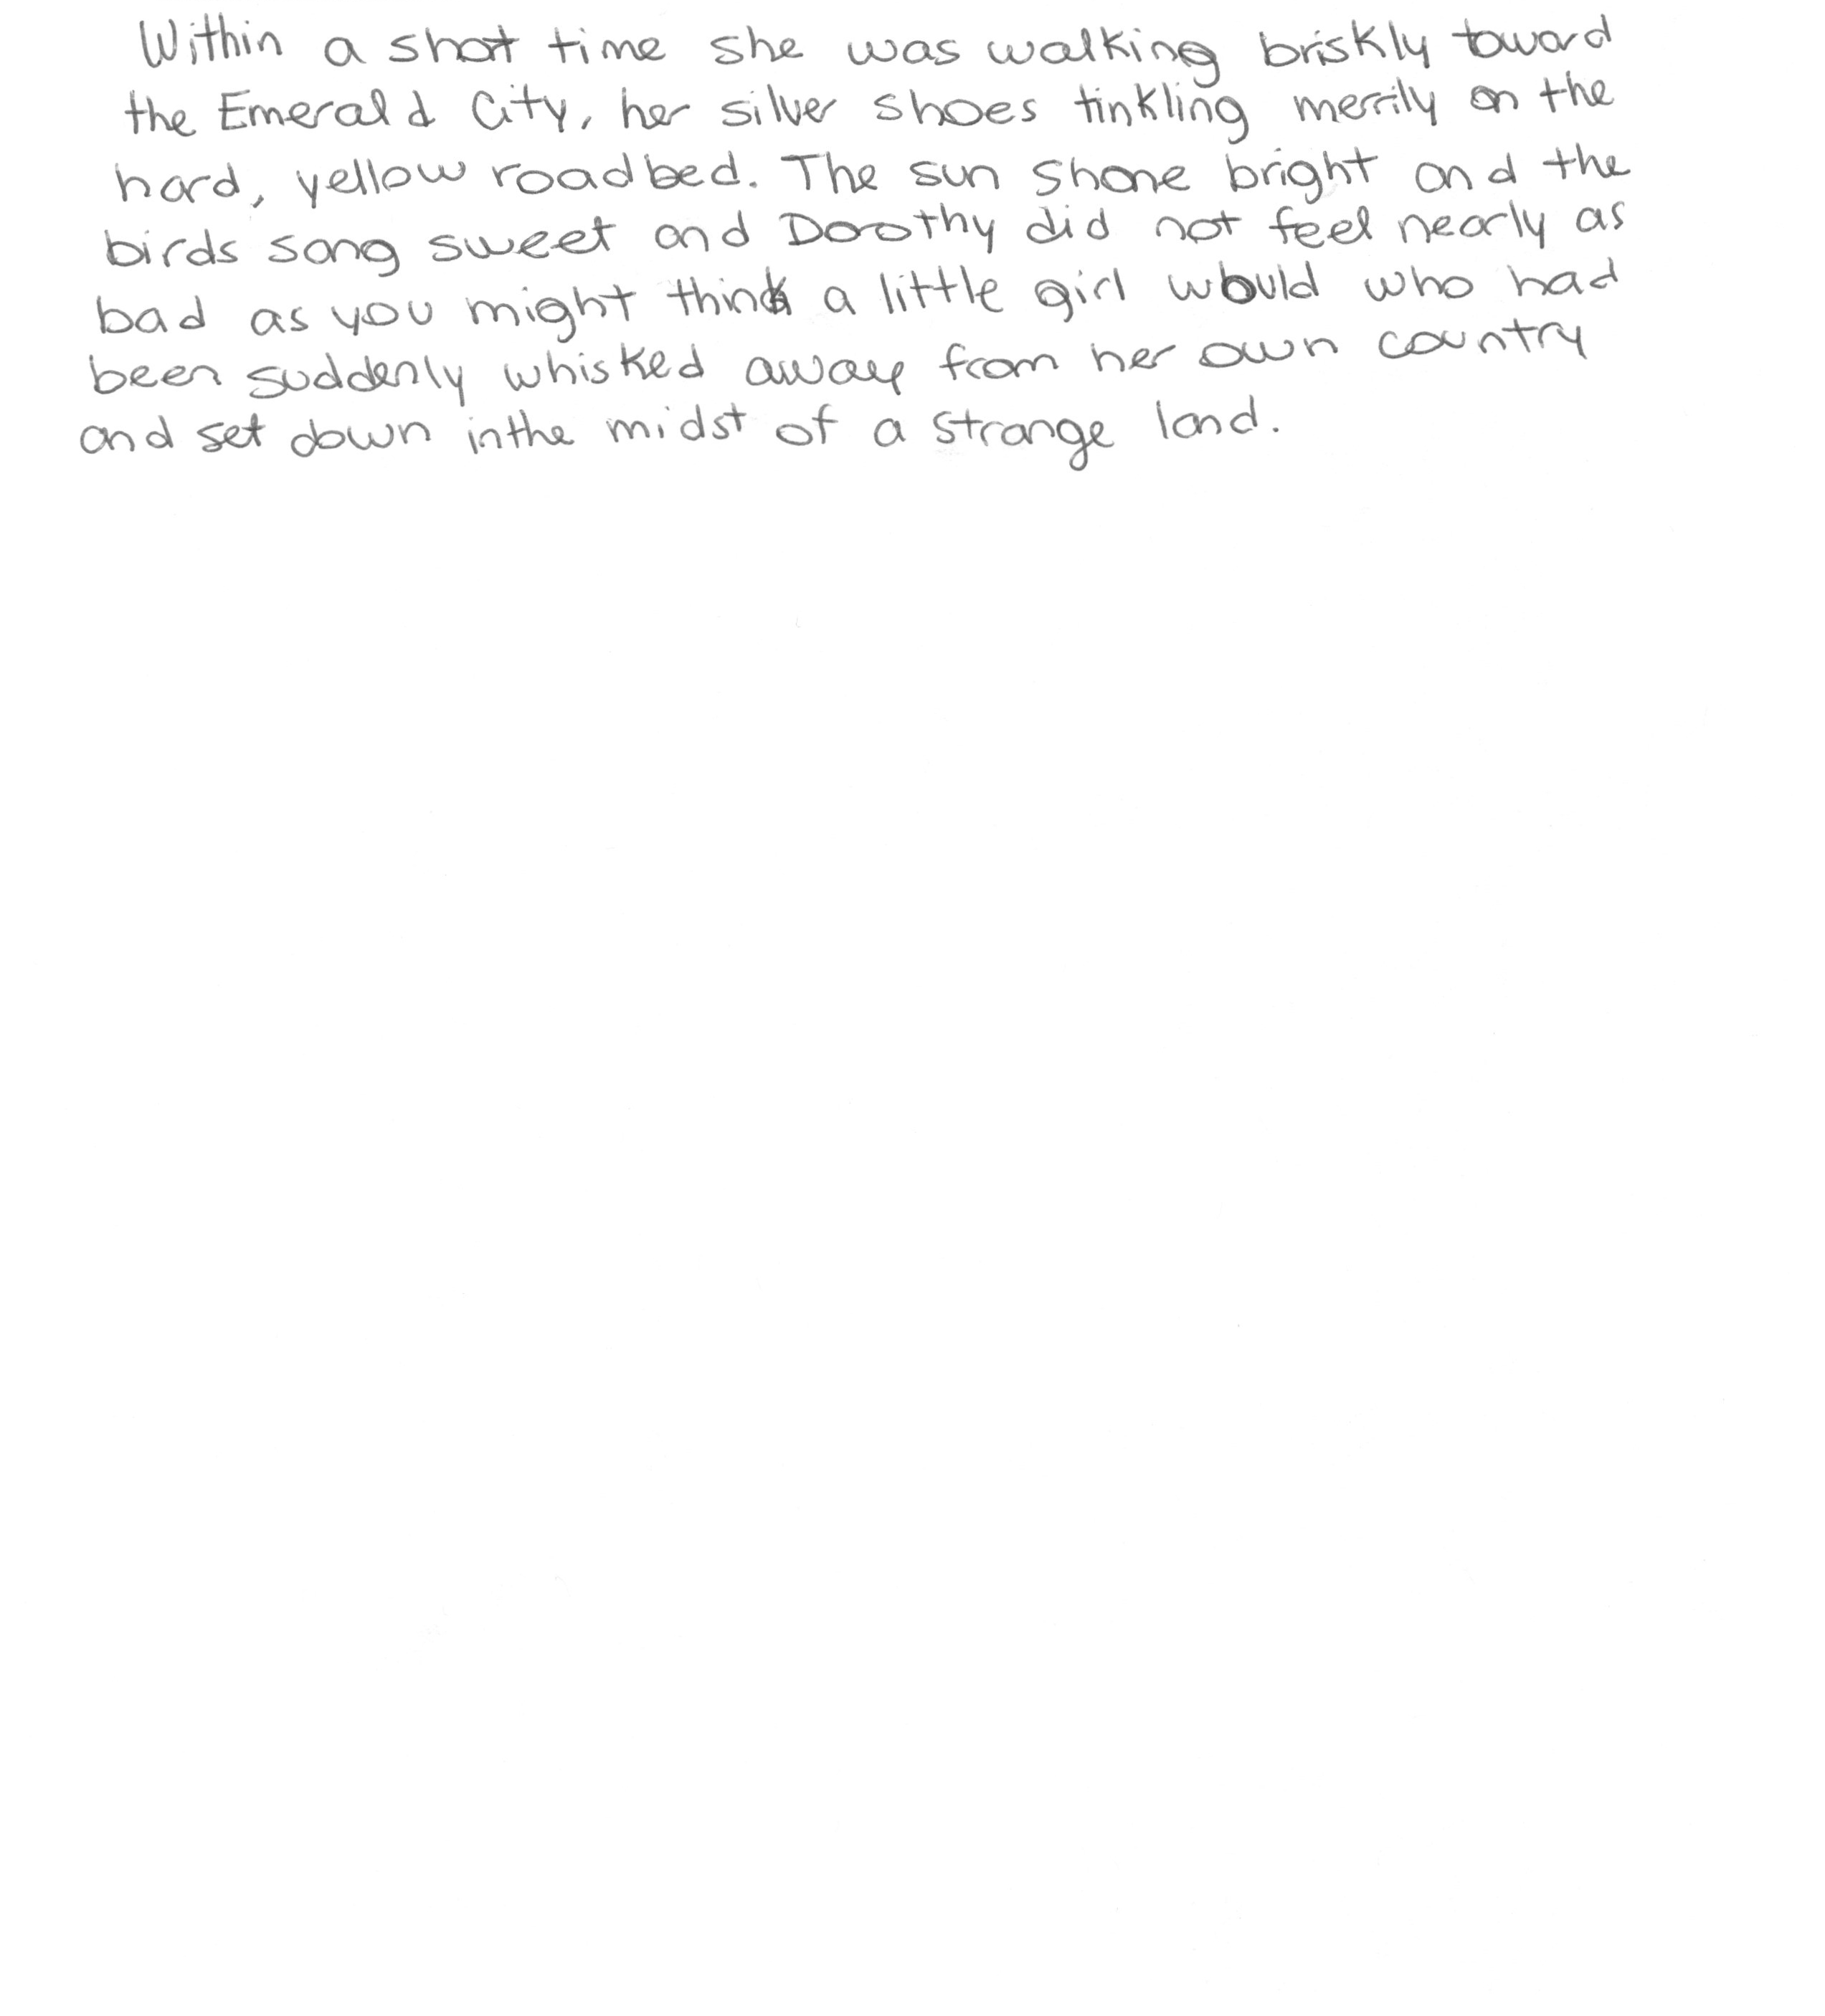 Within a short time she was walking briskly toward
the Emerald City, her silver shoes tinkling merrily on the
hard, yellow roadbed. The sun shone bright and the
birds song sweet and Dorothy did not feel nearly as
bad as you might think a little girl would who had
been suddenly whisked away from her own country
and set down in the midst of a strange land.